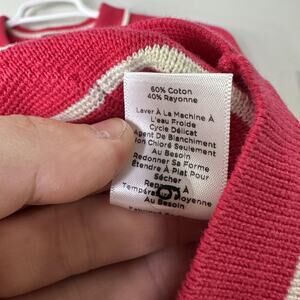 60% Coton
40% Rayonne
Laver À La Machine À
L'eau Froide
Cycle Délicat
Agent De Blanchiment
Non Chloré Seulement
Au Besoin
Redonner Sa Forme
Étendre À Plat Pour
Sécher
Température Moyenne
Au Besoin